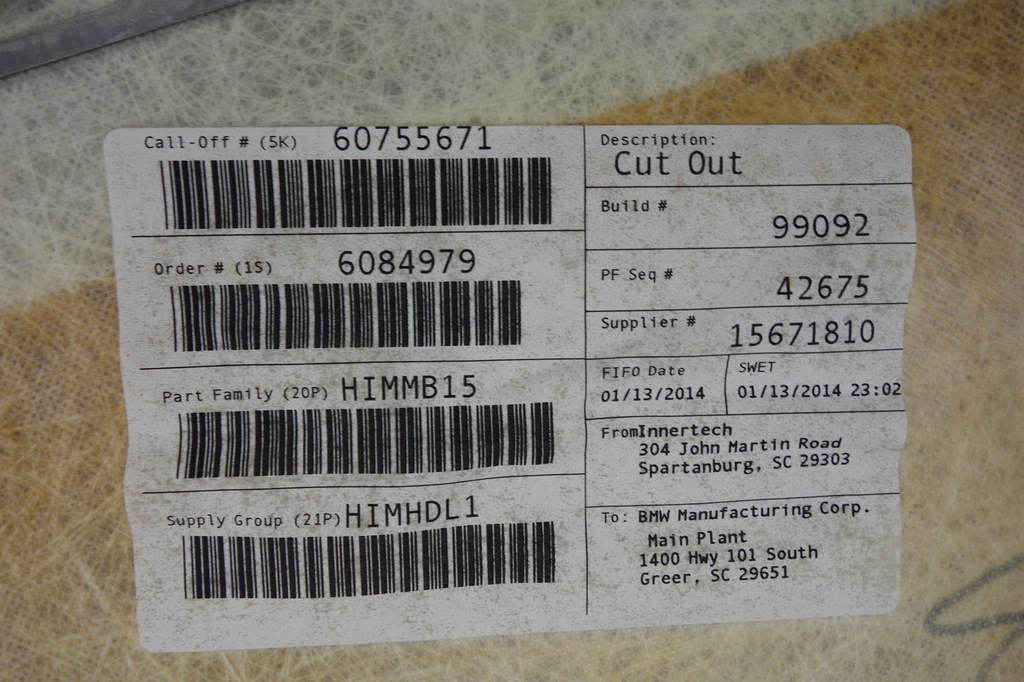 Call-Off # (5K) 60755671
Order # (1S) 6084979
Part Family (20P) HIMMB15
Supply Group (21P) HIMHDL1
Description:
Cut Out
Build #
99092
PF Seq #
42675
Supplier #
15671810
FIFO Date
01/13/2014
SWET
01/13/2014 23:02
From Innertech
304 John Martin Road
Spartanburg, SC 29303
To: BMW Manufacturing Corp.
Main Plant
1400 Hwy 101 South
Greer, SC 29651